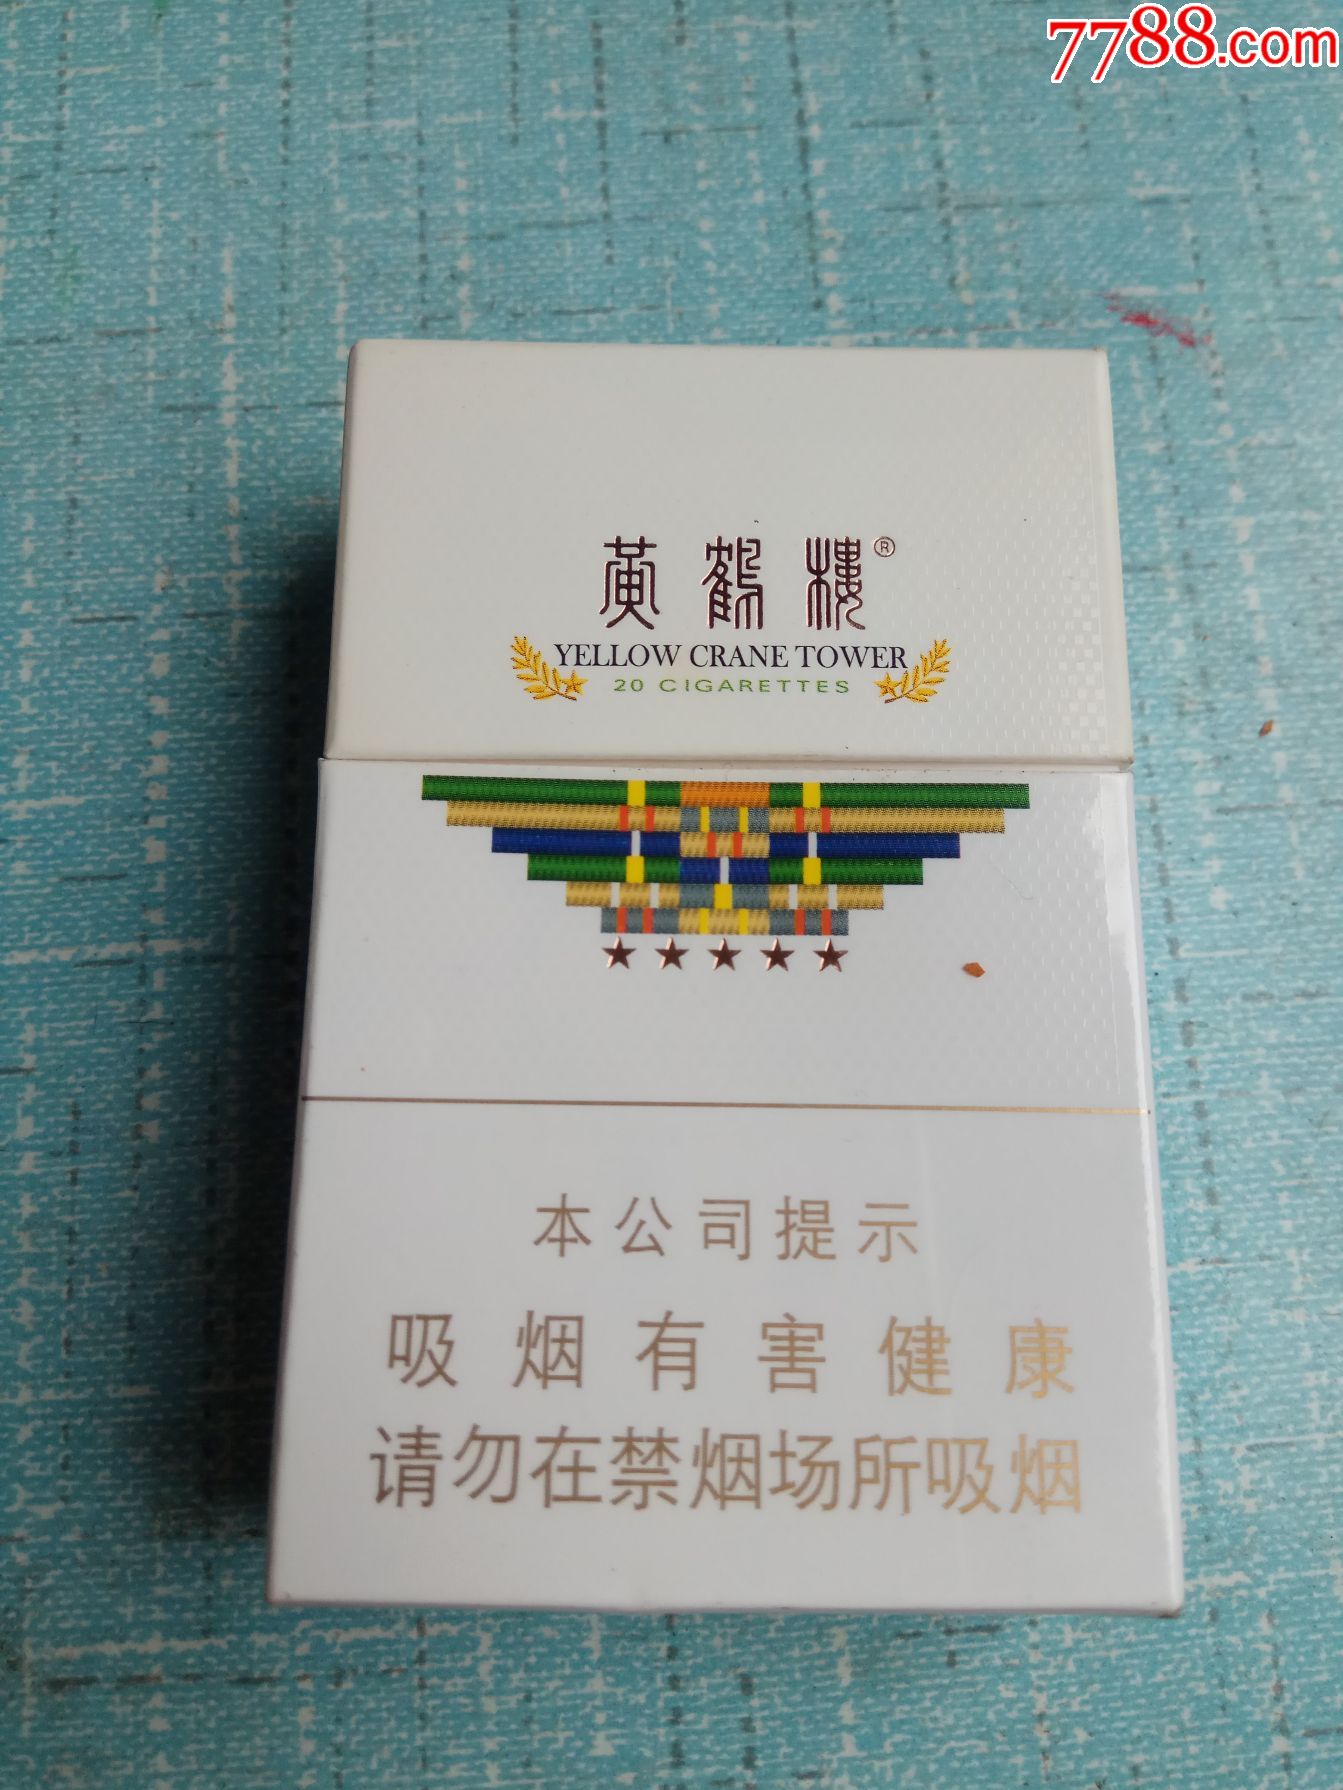 7788.com
黄鹤楼®
YELLOW CRANE TOWER
20 CIGARETTES
本公司提示
吸烟有害健康
请勿在禁烟场所吸烟